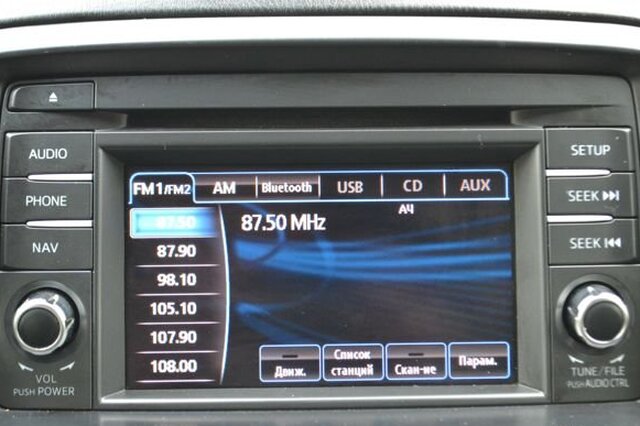 AUDIO
PHONE
NAV
VOL
PUSH POWER
FM1/FM2 AM Bluetooth USB CD AUX
87.50
87.90
98.10
105.10
107.90
108.00
87.50 MHz
АЧ
Движ.
Список
станций
Скан-ие
Парам.
SETUP
SEEK
SEEK
TUNE/FILE
PUSH AUDIO CTRL